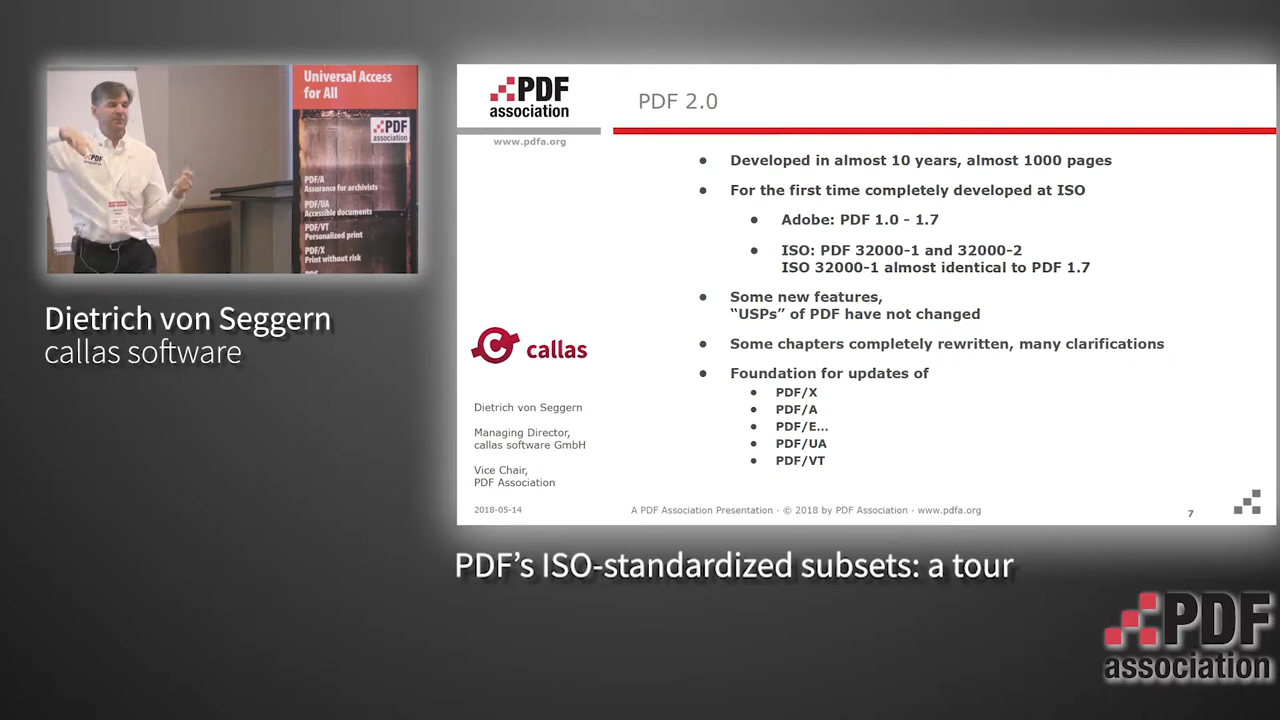 Universal Access
for All
PDF
association
PDF/A
Assurance for archivists
PDF/UA
Accessible documents
PDF/VT
Personalized print
PDF/X
Print without risk
PDF
association
Dietrich von Seggern
callas software
PDF
association
www.pdfa.org
callas
Dietrich von Seggern
Managing Director,
callas software GmbH
Vice Chair,
PDF Association
2018-05-14
PDF 2.0
● Developed in almost 10 years, almost 1000 pages
● For the first time completely developed at ISO
● Adobe: PDF 1.0 - 1.7
● ISO: PDF 32000-1 and 32000-2
ISO 32000-1 almost identical to PDF 1.7
● Some new features,
“USPs” of PDF have not changed
● Some chapters completely rewritten, many clarifications
● Foundation for updates of
● PDF/X
● PDF/A
● PDF/E...
● PDF/UA
● PDF/VT
A PDF Association Presentation · © 2018 by PDF Association · www.pdfa.org
7
PDF’s ISO-standardized subsets: a tour
PDF
association